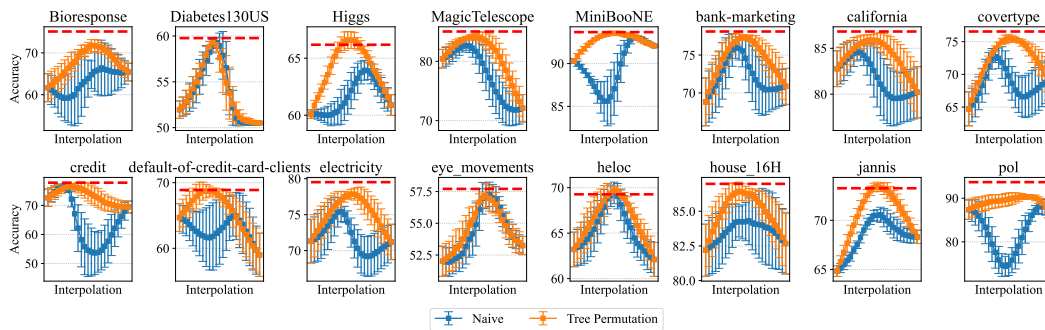 Bioresponse Diabetes130US Higgs MagicTelescope MiniBooNE bank-marketing california covertype
Accuracy
70
60
Interpolation
60
55
50
Interpolation
65
60
Interpolation
85
80
75
70
Interpolation
90
85
Interpolation
80
75
70
Interpolation
85
80
Interpolation
75
70
65
Interpolation
credit default-of-credit-card-clients electricity eye_movements heloc house_16H jannis pol
Accuracy
70
60
50
Interpolation
70
60
Interpolation
80
75
70
Interpolation
57.5
55.0
52.5
Interpolation
70
65
60
Interpolation
85.0
82.5
80.0
Interpolation
70
65
Interpolation
90
80
Interpolation
Naive Tree Permutation